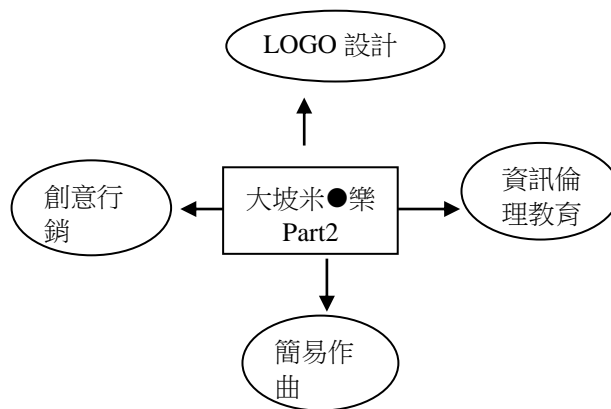 LOGO 設計
創意行
銷
大坡米●樂
Part2
資訊倫
理教育
簡易作
曲